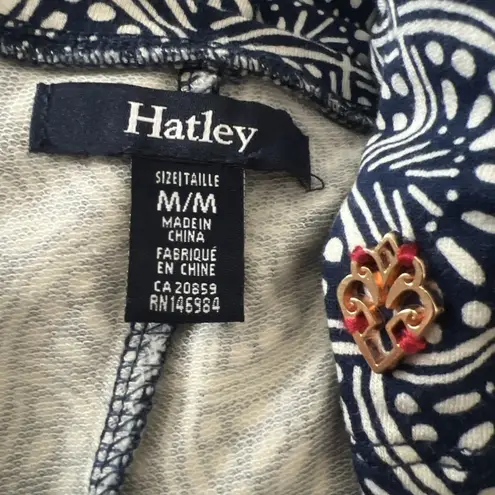 Hatley
SIZE|TAILLE
M/M
MADE IN
CHINA
FABRIQUÉ
EN CHINE
CA 20859
RN146984